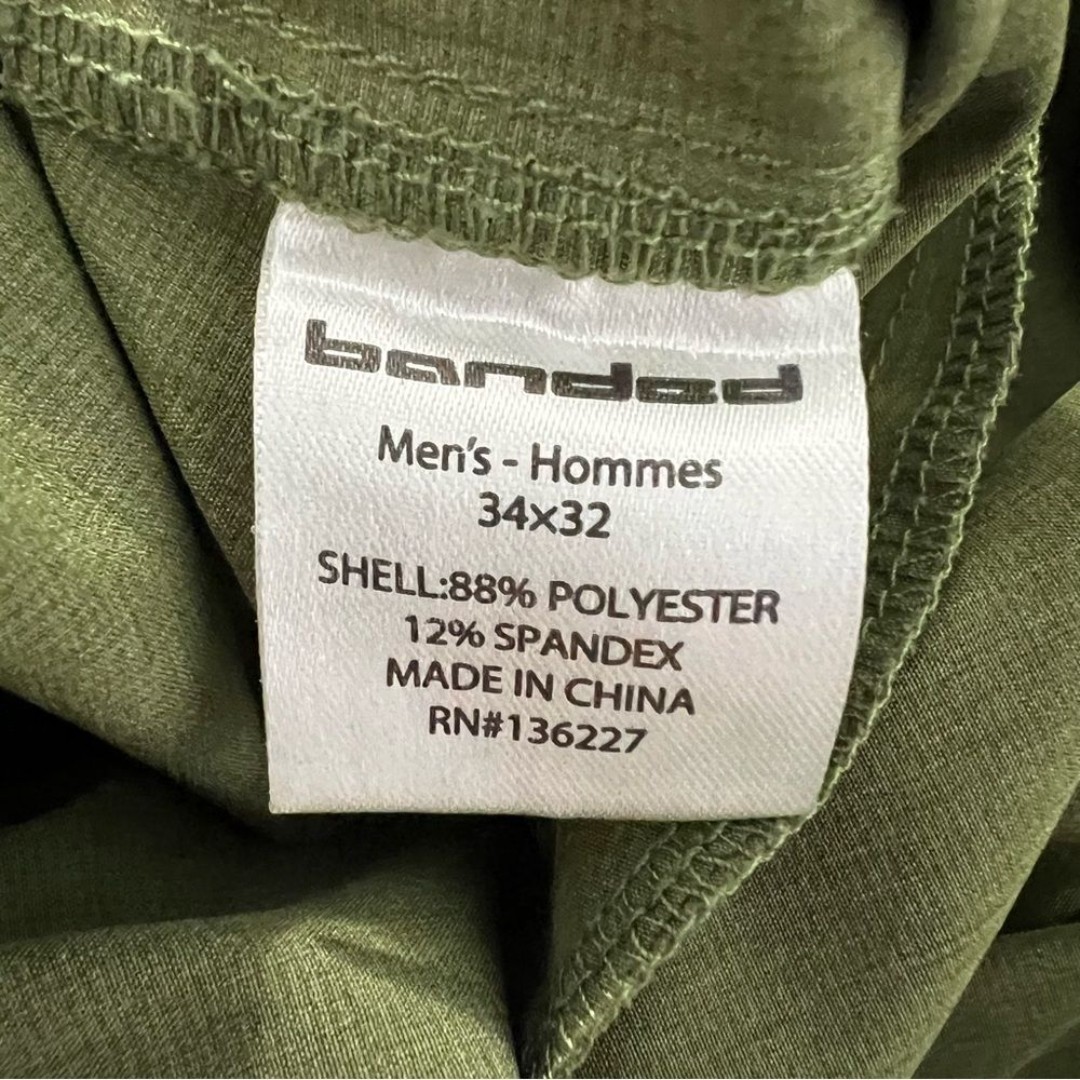 banded
Men's - Hommes
34x32
SHELL:88% POLYESTER
12% SPANDEX
MADE IN CHINA
RN#136227